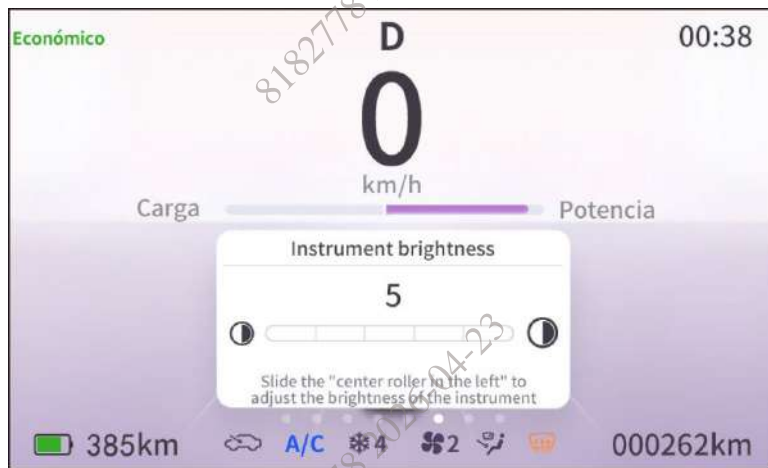 Económico
D
00:38
0
km/h
Carga
Potencia
Instrument brightness
5
Slide the "center roller in the left" to
adjust the brightness of the instrument
385km
A/C
4
2
000262km
8182778